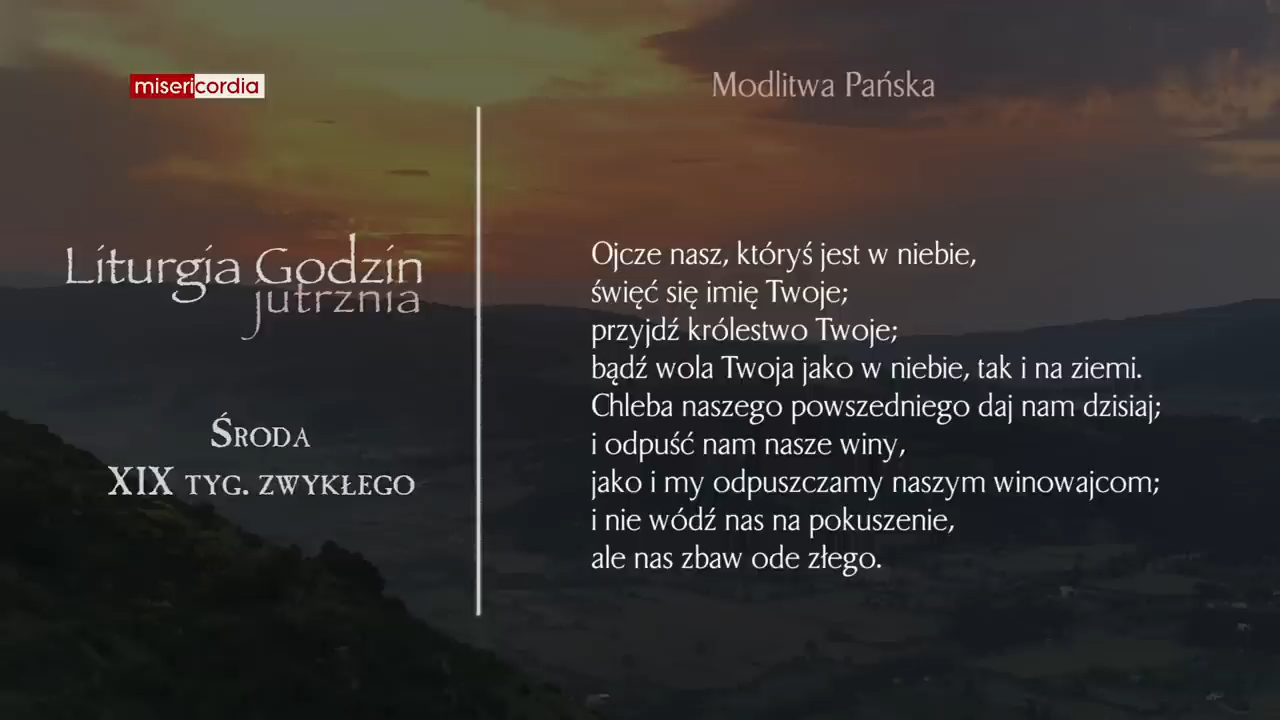 misericordia
Modlitwa Pańska
Liturgia Godzin
jutrznia
Środa
XIX tyg. zwykłego
Ojcze nasz, któryś jest w niebie,
święć się imię Twoje;
przyjdź królestwo Twoje;
bądź wola Twoja jako w niebie, tak i na ziemi.
Chleba naszego powszedniego daj nam dzisiaj;
i odpuść nam nasze winy,
jako i my odpuszczamy naszym winowajcom;
i nie wódź nas na pokuszenie,
ale nas zbaw ode złego.